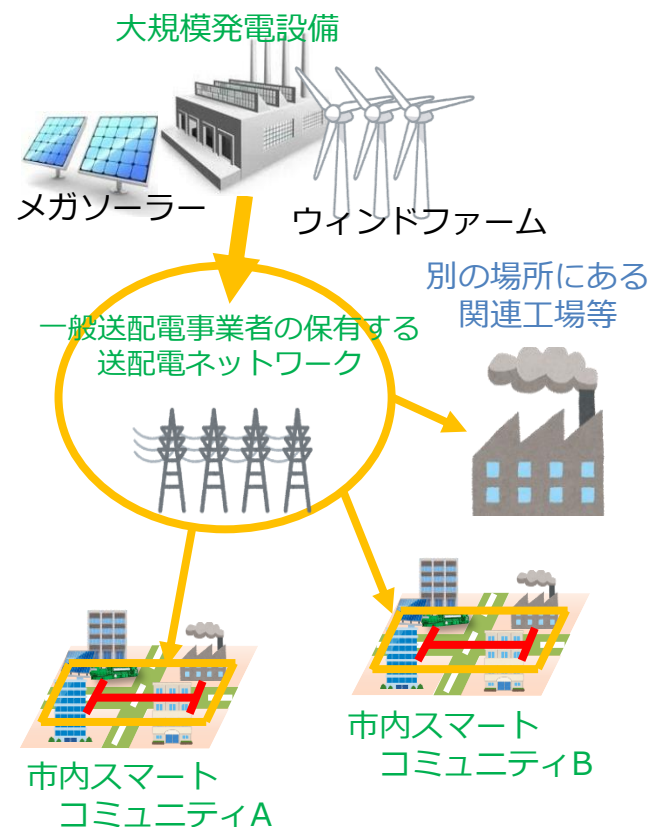 大規模発電設備
メガソーラー
ウィンドファーム
別の場所にある
関連工場等
一般送配電事業者の保有する
送配電ネットワーク
市内スマート
コミュニティB
市内スマート
コミュニティA